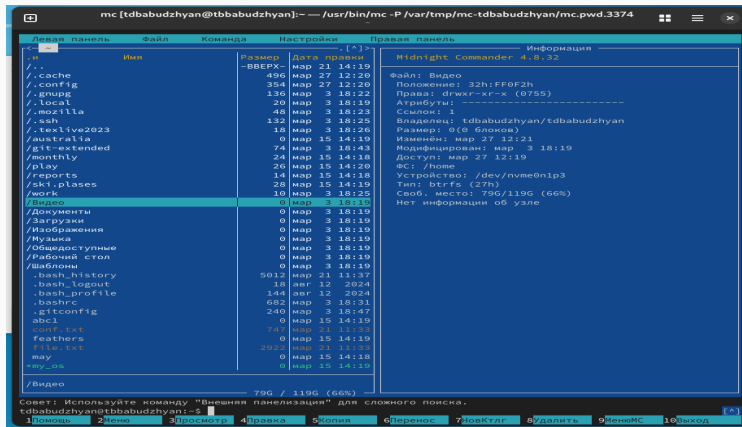 mc [tdbabudzhyan@tbbabudzhyan]:~ — /usr/bin/mc -P /var/tmp/mc-tdbabudzhyan/mc.pwd.3374
Левая панель Файл Команда Настройки Правая панель
<— ~ .[^]> Информация
.и Имя Размер Дата правки Midnight Commander 4.8.32
/.. -ВВЕРХ- мар 21 14:19
/.cache 496 мар 27 12:20 Файл: Видео
/.config 354 мар 27 12:20 Положение: 32h:FF0F2h
/.gnupg 136 мар 3 18:22 Права: drwxr-xr-x (0755)
/.local 20 мар 3 18:19 Атрибуты: ----------------------
/.mozilla 48 мар 3 18:23 Ссылок: 1
/.ssh 132 мар 3 18:25 Владелец: tdbabudzhyan/tdbabudzhyan
/.texlive2023 18 мар 3 18:26 Размер: 0(0 блоков)
/australia 0 мар 15 14:19 Изменён: мар 27 12:21
/git-extended 74 мар 3 18:43 Модифицирован: мар 3 18:19
/monthly 24 мар 15 14:18 Доступ: мар 27 12:19
/play 26 мар 15 14:20 ФС: /home
/reports 14 мар 15 14:18 Устройство: /dev/nvme0n1p3
/ski.plases 28 мар 15 14:19 Тип: btrfs (27h)
/work 10 мар 3 18:25 Своб. место: 79G/119G (66%)
/Видео 0 мар 3 18:19 Нет информации об узле
/Документы 0 мар 3 18:19
/Загрузки 0 мар 3 18:19
/Изображения 0 мар 3 18:19
/Музыка 0 мар 3 18:19
/Общедоступные 0 мар 3 18:19
/Рабочий стол 0 мар 3 18:19
/Шаблоны 0 мар 3 18:19
.bash_history 5012 мар 21 11:37
.bash_logout 18 авг 12 2024
.bash_profile 144 авг 12 2024
.bashrc 682 мар 3 18:31
.gitconfig 240 мар 3 18:47
abc1 0 мар 15 14:19
conf.txt 747 мар 21 11:33
feathers 0 мар 15 14:19
file.txt 2922 мар 21 11:33
may 0 мар 15 14:18
*my_os 0 мар 15 14:19
/Видео
79G / 119G (66%)
Совет: Используйте команду "Внешняя панелизация" для сложного поиска.
tdbabudzhyan@tbbabudzhyan:~$ [^]
1Помощь 2Меню 3Просмотр 4Правка 5Копия 6Перенос 7НовКтлг 8Удалить 9МенюMC 10Выход